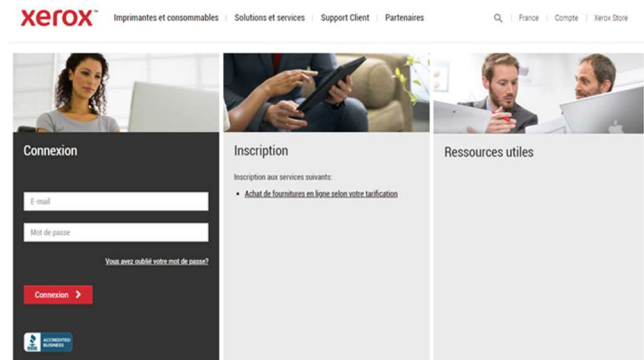 xerox™
Imprimantes et consommables
Solutions et services
Support Client
Partenaires
France
Compte
Xerox Store
Connexion
E-mail
Mot de passe
Vous avez oublié votre mot de passe?
Connexion
BBB
ACCREDITED
BUSINESS
Inscription
Inscription aux services suivants:
Achat de fournitures en ligne selon votre tarification
Ressources utiles